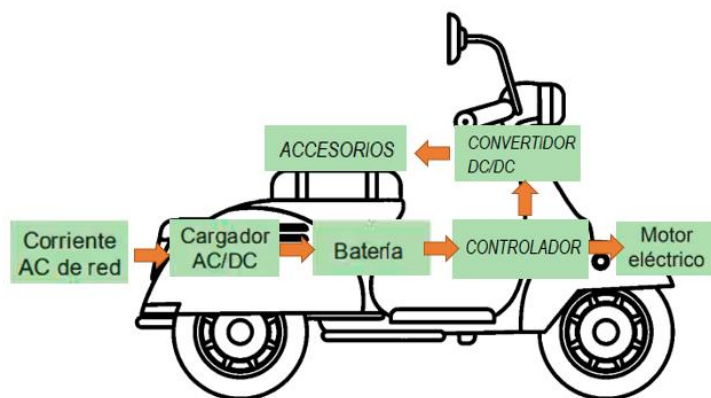 ACCESORIOS
CONVERTIDOR
DC/DC
Corriente
AC de red
Cargador
AC/DC
Batería
CONTROLADOR
Motor
eléctrico